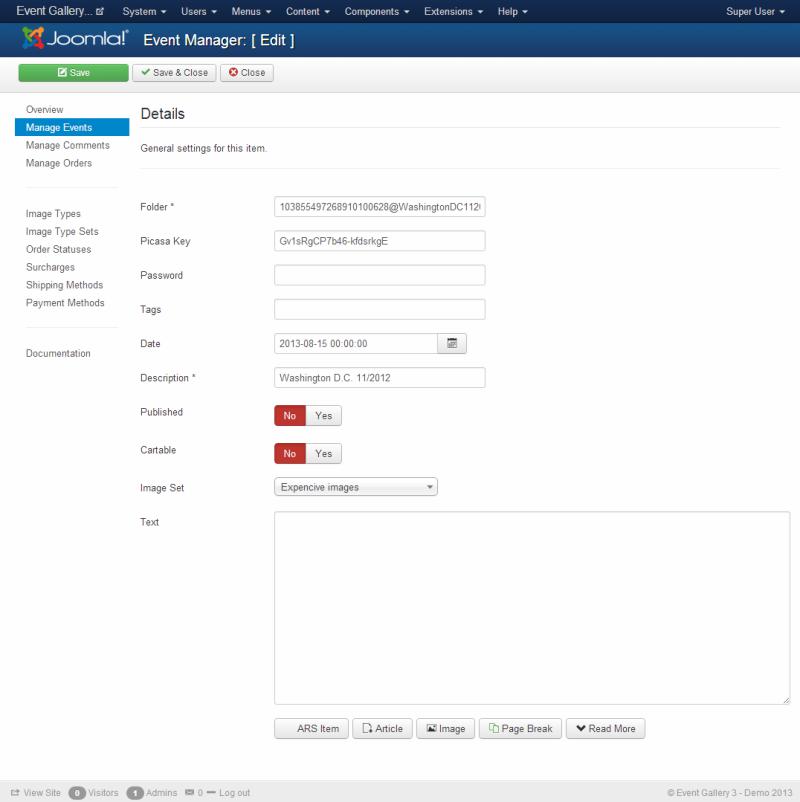 Event Gallery... System Users Menus Content Components Extensions Help Super User
Joomla!® Event Manager: [ Edit ]
Save Save & Close Close
Overview
Manage Events
Manage Comments
Manage Orders
Image Types
Image Type Sets
Order Statuses
Surcharges
Shipping Methods
Payment Methods
Documentation
Details
General settings for this item.
Folder * 103855497268910100628@WashingtonDC112
Picasa Key Gv1sRgCP7b46-kfdsrkgE
Password
Tags
Date 2013-08-15 00:00:00
Description * Washington D.C. 11/2012
Published No Yes
Cartable No Yes
Image Set Expencive images
Text
ARS Item Article Image Page Break Read More
View Site 0 Visitors 1 Admins 0 Log out © Event Gallery 3 - Demo 2013